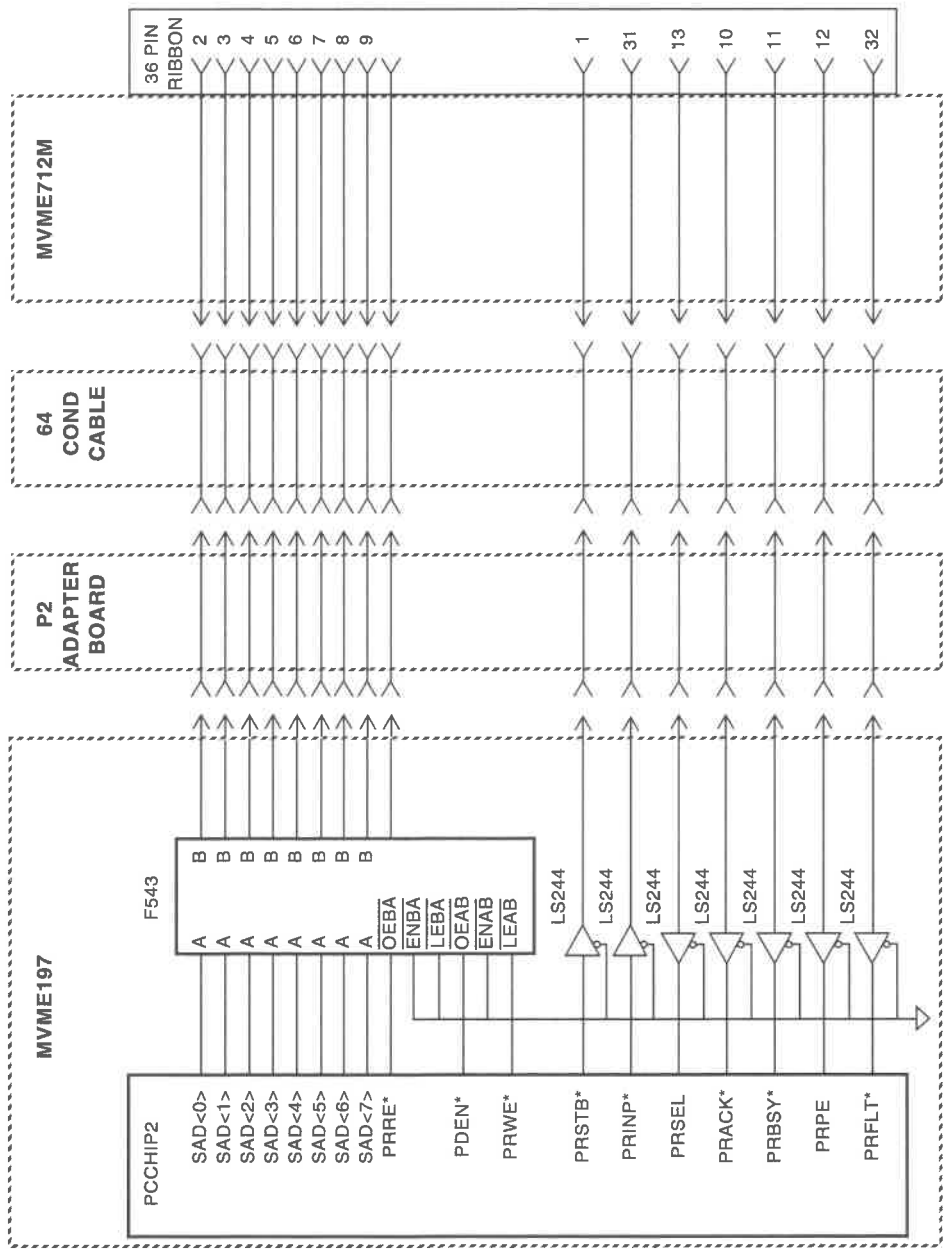 36 PIN
RIBBON
2
3
4
5
6
7
8
9
1
31
13
10
11
12
32
MVME712M
64
COND
CABLE
P2
ADAPTER
BOARD
MVME197
F543
A B
A B
A B
A B
A B
A B
A B
A B
OEBA
ENBA
LEBA
OEAB
ENAB
LEAB
LS244
LS244
LS244
LS244
LS244
LS244
LS244
PCCHIP2
SAD<0>
SAD<1>
SAD<2>
SAD<3>
SAD<4>
SAD<5>
SAD<6>
SAD<7>
PRRE*
PDEN*
PRWE*
PRSTB*
PRINP*
PRSEL
PRACK*
PRBSY*
PRPE
PRFLT*